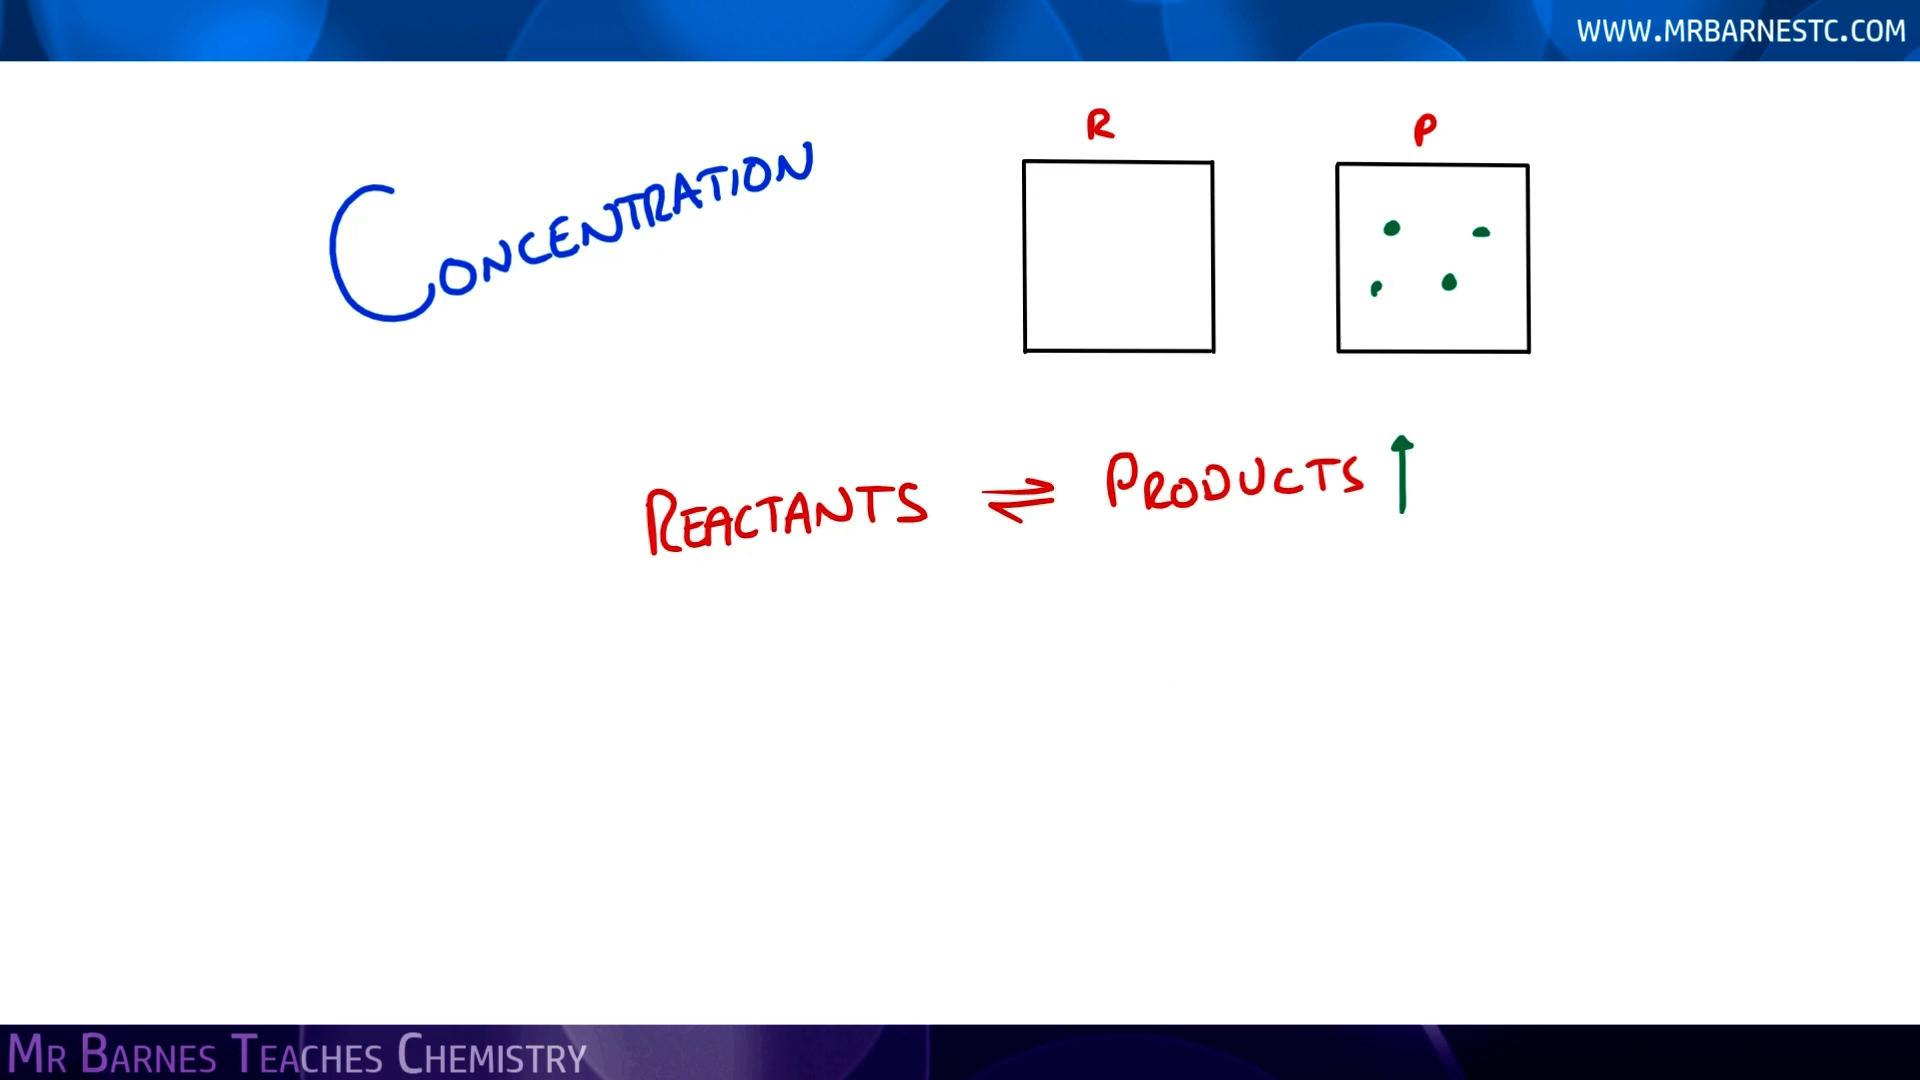 WWW.MRBARNESTC.COM
CONCENTRATION
R P
REACTANTS ⇌ PRODUCTS ↑
MR BARNES TEACHES CHEMISTRY